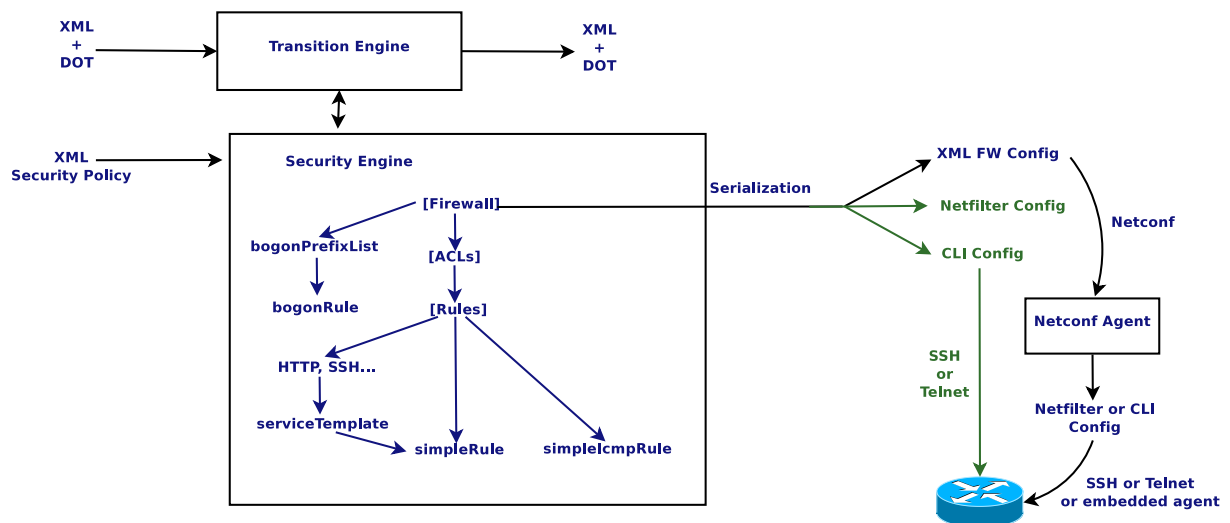 XML
+
DOT
Transition Engine
XML
+
DOT
XML
Security Policy
Security Engine
[Firewall]
bogonPrefixList
[ACLs]
bogonRule
[Rules]
HTTP, SSH...
serviceTemplate
simpleRule
simpleIcmpRule
Serialization
XML FW Config
Netfilter Config
CLI Config
Netconf
Netconf Agent
SSH
or
Telnet
Netfilter or CLI
Config
SSH or Telnet
or embedded agent